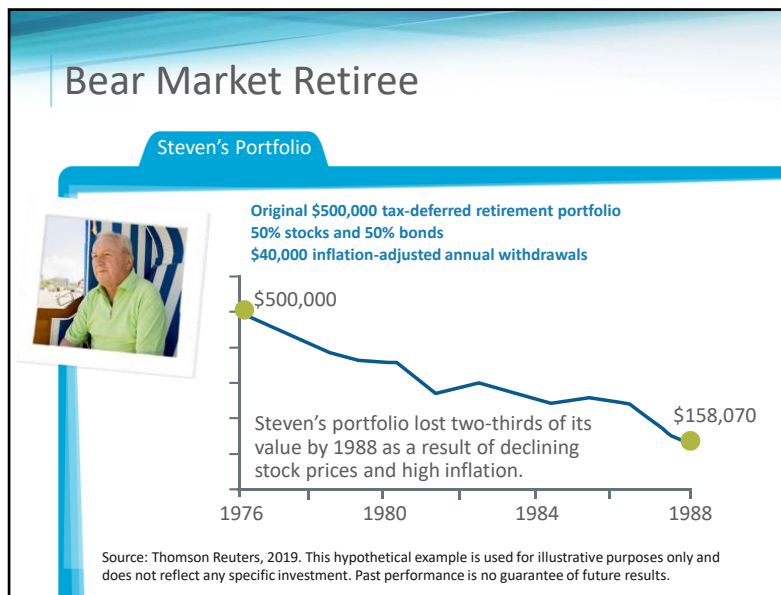 Bear Market Retiree
Steven's Portfolio
Original $500,000 tax-deferred retirement portfolio
50% stocks and 50% bonds
$40,000 inflation-adjusted annual withdrawals
$500,000
$158,070
Steven's portfolio lost two-thirds of its
value by 1988 as a result of declining
stock prices and high inflation.
1976 1980 1984 1988
Source: Thomson Reuters, 2019. This hypothetical example is used for illustrative purposes only and
does not reflect any specific investment. Past performance is no guarantee of future results.